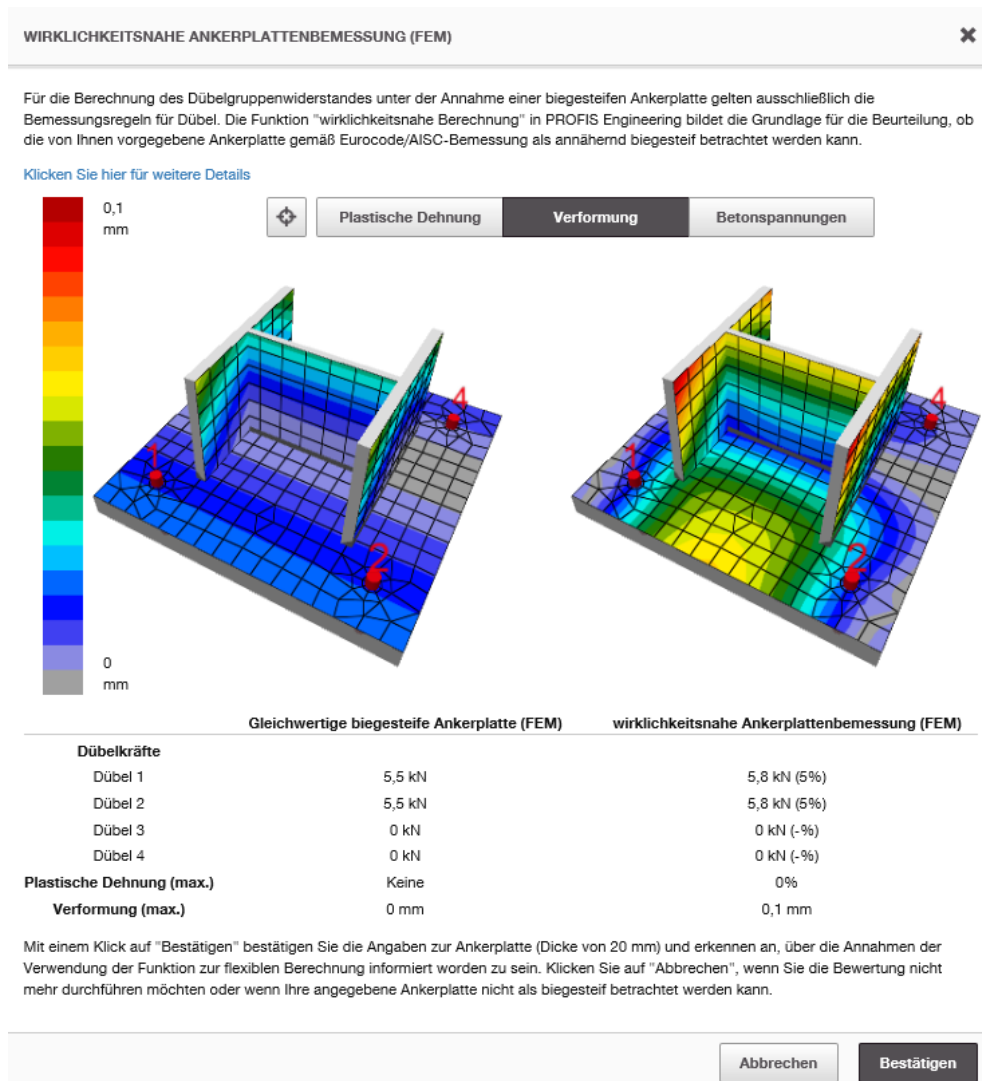 WIRKLICHKEITSNAHE ANKERPLATTENBEMESSUNG (FEM)
Für die Berechnung des Dübelgruppenwiderstandes unter der Annahme einer biegesteifen Ankerplatte gelten ausschließlich die
Bemessungsregeln für Dübel. Die Funktion "wirklichkeitsnahe Berechnung" in PROFIS Engineering bildet die Grundlage für die Beurteilung, ob
die von Ihnen vorgegebene Ankerplatte gemäß Eurocode/AISC-Bemessung als annähernd biegesteif betrachtet werden kann.
Klicken Sie hier für weitere Details
0,1
mm
Plastische Dehnung Verformung Betonspannungen
4 4
1 1
2 2
0
mm
Gleichwertige biegesteife Ankerplatte (FEM) wirklichkeitsnahe Ankerplattenbemessung (FEM)
Dübelkräfte
Dübel 1 5,5 kN 5,8 kN (5%)
Dübel 2 5,5 kN 5,8 kN (5%)
Dübel 3 0 kN 0 kN (-%)
Dübel 4 0 kN 0 kN (-%)
Plastische Dehnung (max.) Keine 0%
Verformung (max.) 0 mm 0,1 mm
Mit einem Klick auf "Bestätigen" bestätigen Sie die Angaben zur Ankerplatte (Dicke von 20 mm) und erkennen an, über die Annahmen der
Verwendung der Funktion zur flexiblen Berechnung informiert worden zu sein. Klicken Sie auf "Abbrechen", wenn Sie die Bewertung nicht
mehr durchführen möchten oder wenn Ihre angegebene Ankerplatte nicht als biegesteif betrachtet werden kann.
Abbrechen Bestätigen